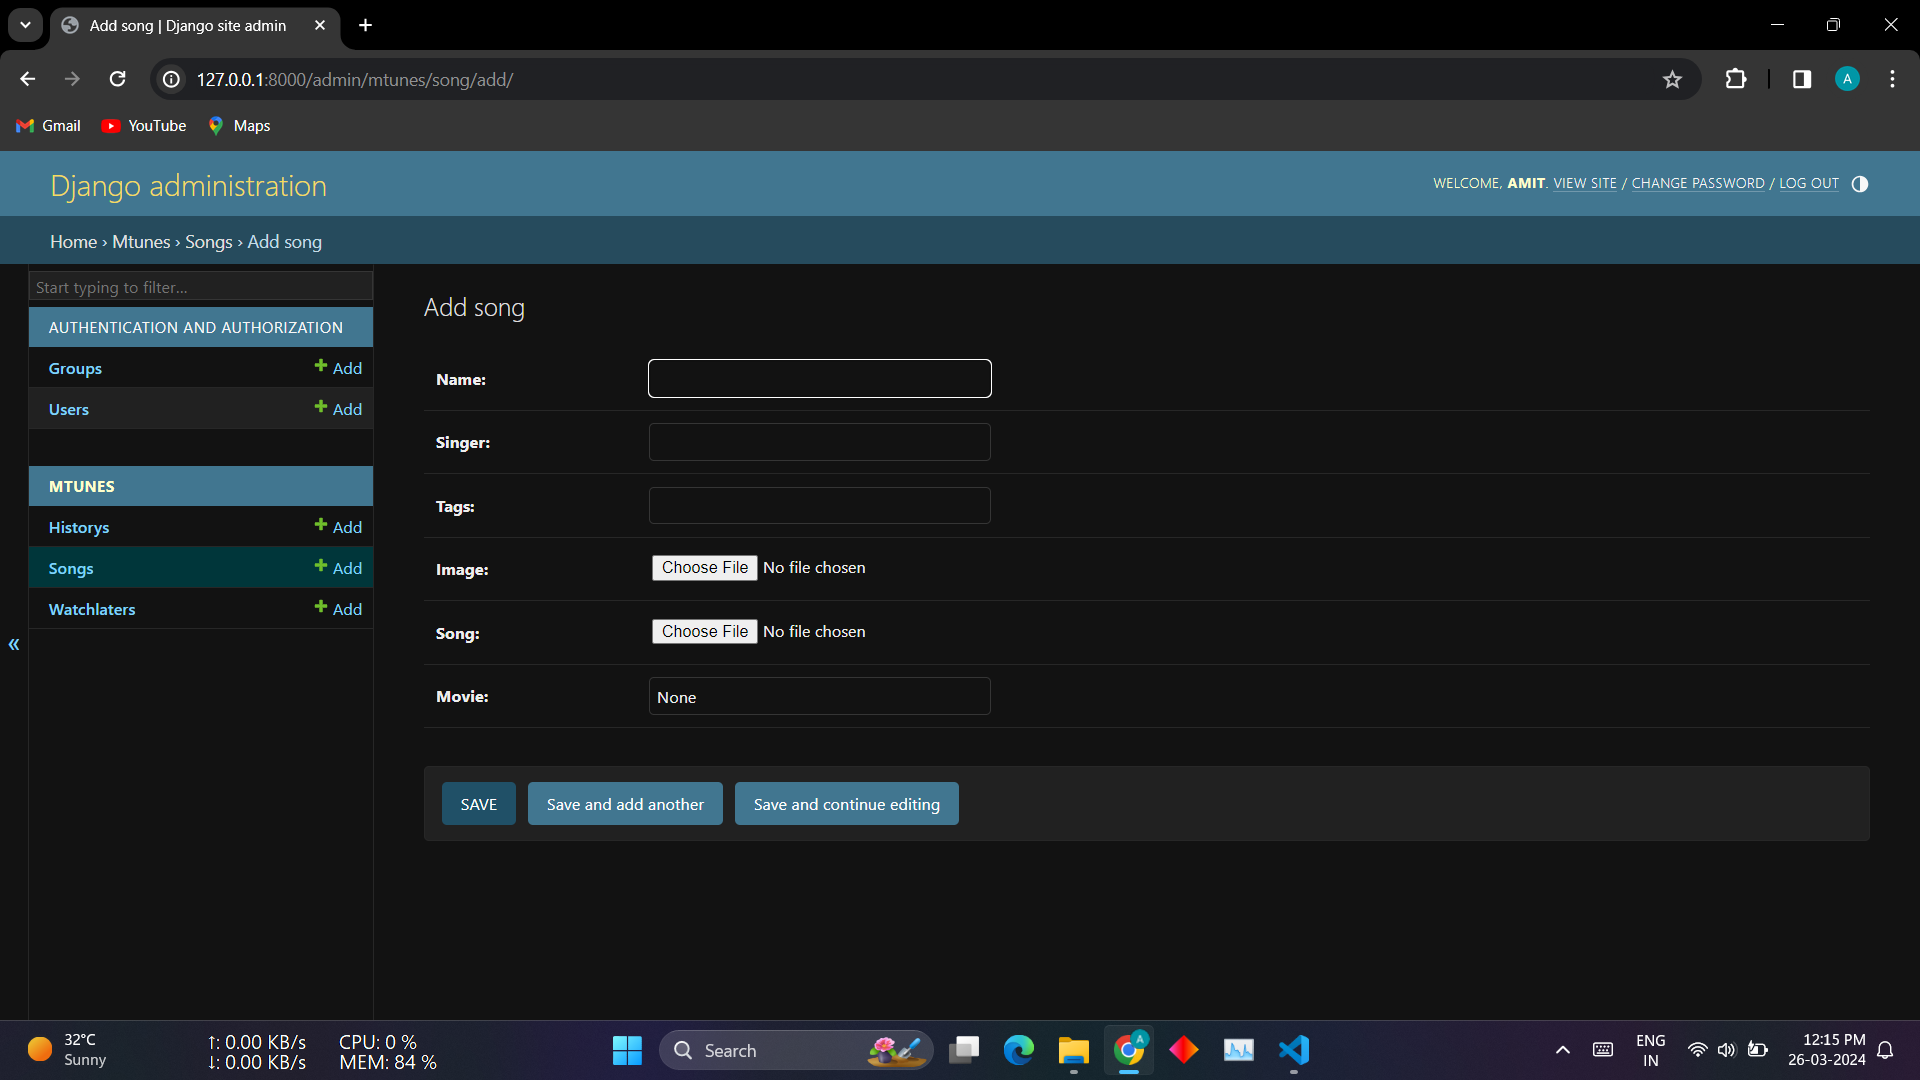 Add song | Django site admin
127.0.0.1:8000/admin/mtunes/song/add/
A
Gmail
YouTube
Maps
Django administration
WELCOME, AMIT. VIEW SITE / CHANGE PASSWORD / LOG OUT
Home › Mtunes › Songs › Add song
Start typing to filter...
AUTHENTICATION AND AUTHORIZATION
Groups
Add
Users
Add
MTUNES
Historys
Add
Songs
Add
Watchlaters
Add
«
Add song
Name:
Singer:
Tags:
Image:
Choose File No file chosen
Song:
Choose File No file chosen
Movie:
None
SAVE
Save and add another
Save and continue editing
32°C
Sunny
↑: 0.00 KB/s
↓: 0.00 KB/s
CPU: 0 %
MEM: 84 %
Search
A
ENG
IN
12:15 PM
26-03-2024